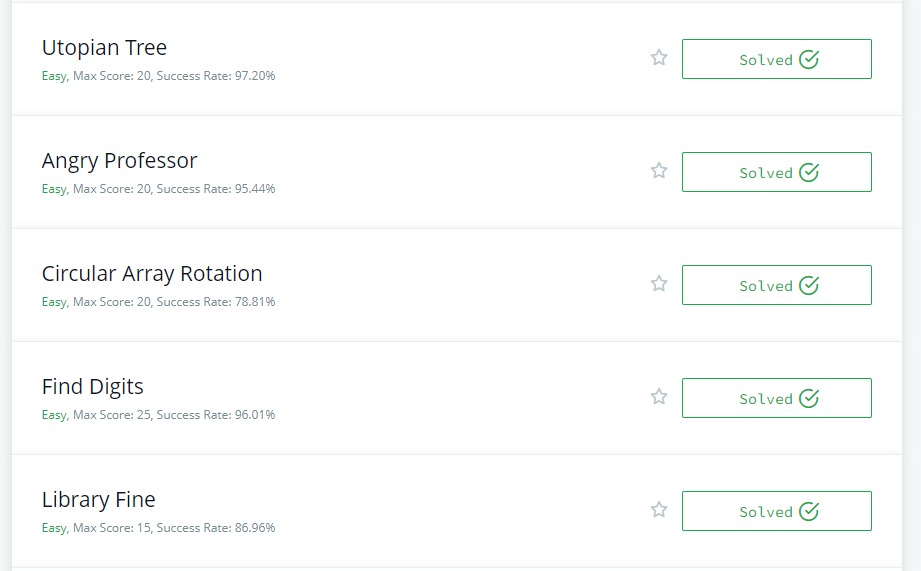 Utopian Tree
Easy, Max Score: 20, Success Rate: 97.20%
Solved
Angry Professor
Easy, Max Score: 20, Success Rate: 95.44%
Solved
Circular Array Rotation
Easy, Max Score: 20, Success Rate: 78.81%
Solved
Find Digits
Easy, Max Score: 25, Success Rate: 96.01%
Solved
Library Fine
Easy, Max Score: 15, Success Rate: 86.96%
Solved